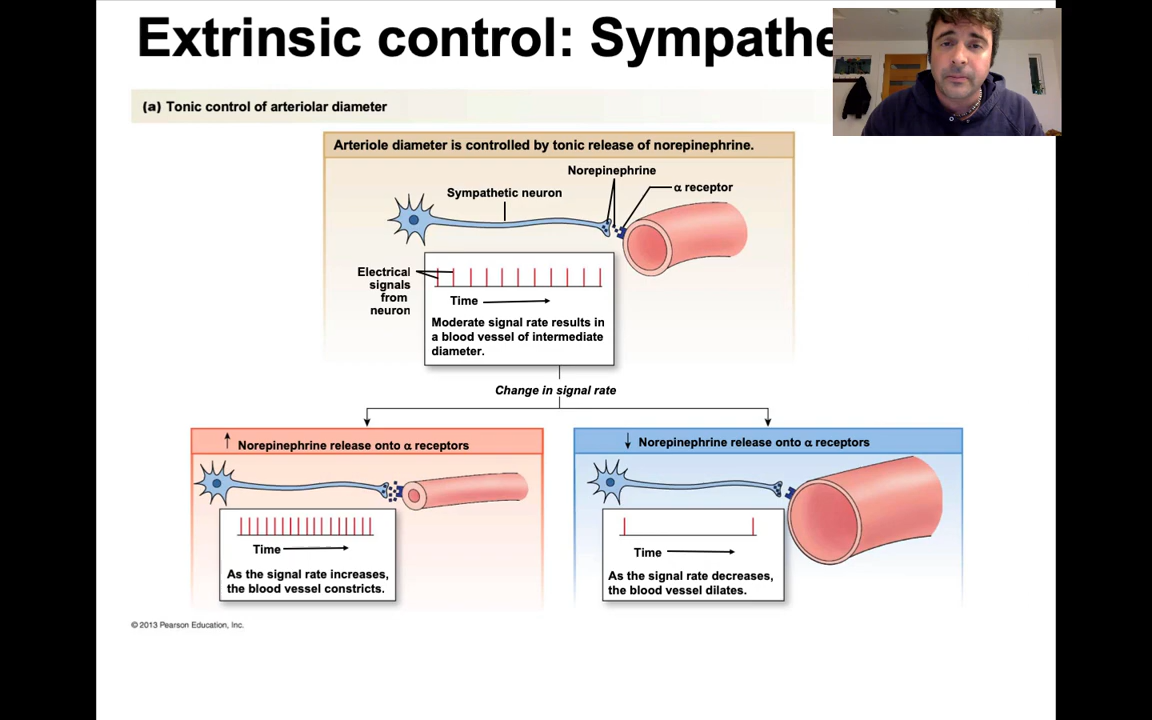 Extrinsic control: Sympathe
(a) Tonic control of arteriolar diameter
Arteriole diameter is controlled by tonic release of norepinephrine.
Norepinephrine
α receptor
Sympathetic neuron
Electrical
signals
from
neuron
Time
Moderate signal rate results in
a blood vessel of intermediate
diameter.
Change in signal rate
↑ Norepinephrine release onto α receptors
Time
As the signal rate increases,
the blood vessel constricts.
↓ Norepinephrine release onto α receptors
Time
As the signal rate decreases,
the blood vessel dilates.
© 2013 Pearson Education, Inc.